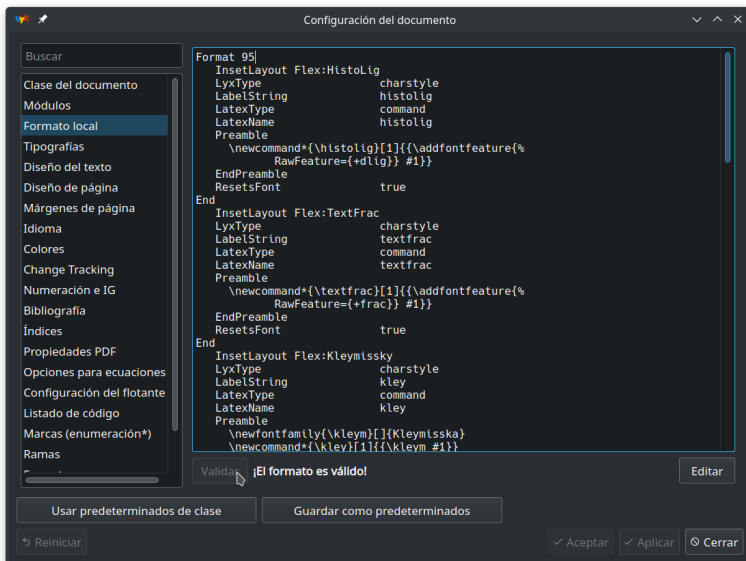 Configuración del documento
Buscar
Clase del documento
Módulos
Formato local
Tipografías
Diseño del texto
Diseño de página
Márgenes de página
Idioma
Colores
Change Tracking
Numeración e IG
Bibliografía
Índices
Propiedades PDF
Opciones para ecuaciones
Configuración del flotante
Listado de código
Marcas (enumeración*)
Ramas
Format 95
InsetLayout Flex:HistoLig
LyxType charstyle
LabelString histolig
LatexType command
LatexName histolig
Preamble
\newcommand*{\histolig}[1]{{\addfontfeature{%
RawFeature={+dlig}} #1}}
EndPreamble
ResetsFont true
End
InsetLayout Flex:TextFrac
LyxType charstyle
LabelString textfrac
LatexType command
LatexName textfrac
Preamble
\newcommand*{\textfrac}[1]{{\addfontfeature{%
RawFeature={+frac}} #1}}
EndPreamble
ResetsFont true
End
InsetLayout Flex:Kleymissky
LyxType charstyle
LabelString kley
LatexType command
LatexName kley
Preamble
\newfontfamily{\kleym}[]{Kleymisska}
\newcommand*{\kley}[1]{{\kleym #1}}
Validar ¡El formato es válido! Editar
Usar predeterminados de clase Guardar como predeterminados
Reiniciar Aceptar Aplicar Cerrar